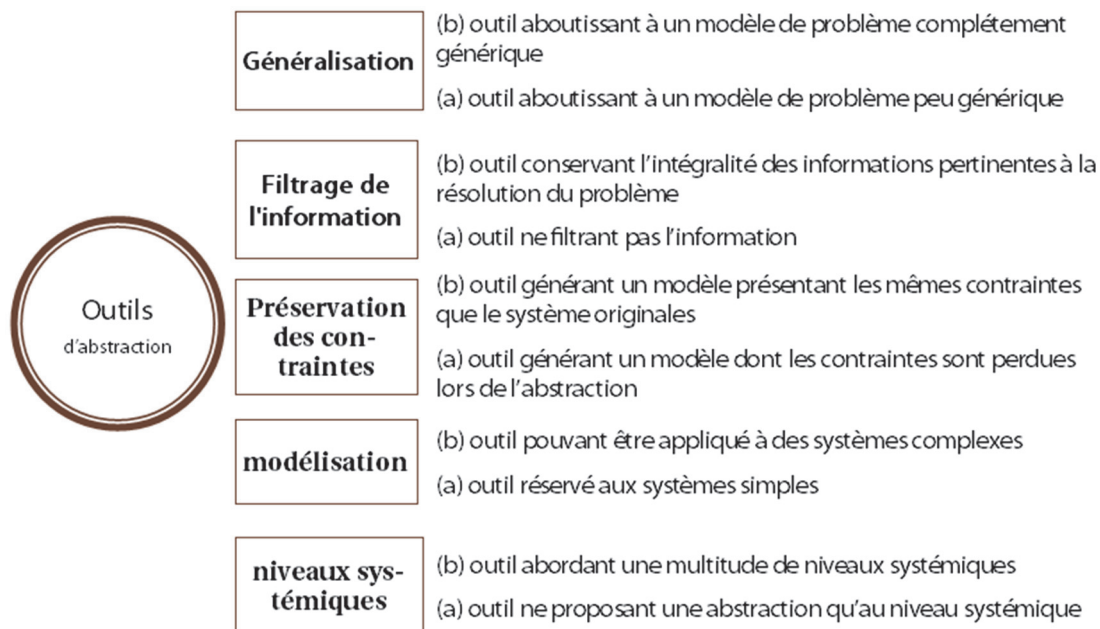 Outils
d'abstraction
Généralisation
(b) outil aboutissant à un modèle de problème complétement
générique
(a) outil aboutissant à un modèle de problème peu générique
Filtrage de
l'information
(b) outil conservant l'intégralité des informations pertinentes à la
résolution du problème
(a) outil ne filtrant pas l'information
Préservation
des con-
traintes
(b) outil générant un modèle présentant les mêmes contraintes
que le système originales
(a) outil générant un modèle dont les contraintes sont perdues
lors de l'abstraction
modélisation
(b) outil pouvant être appliqué à des systèmes complexes
(a) outil réservé aux systèmes simples
niveaux sys-
témiques
(b) outil abordant une multitude de niveaux systémiques
(a) outil ne proposant une abstraction qu'au niveau systémique